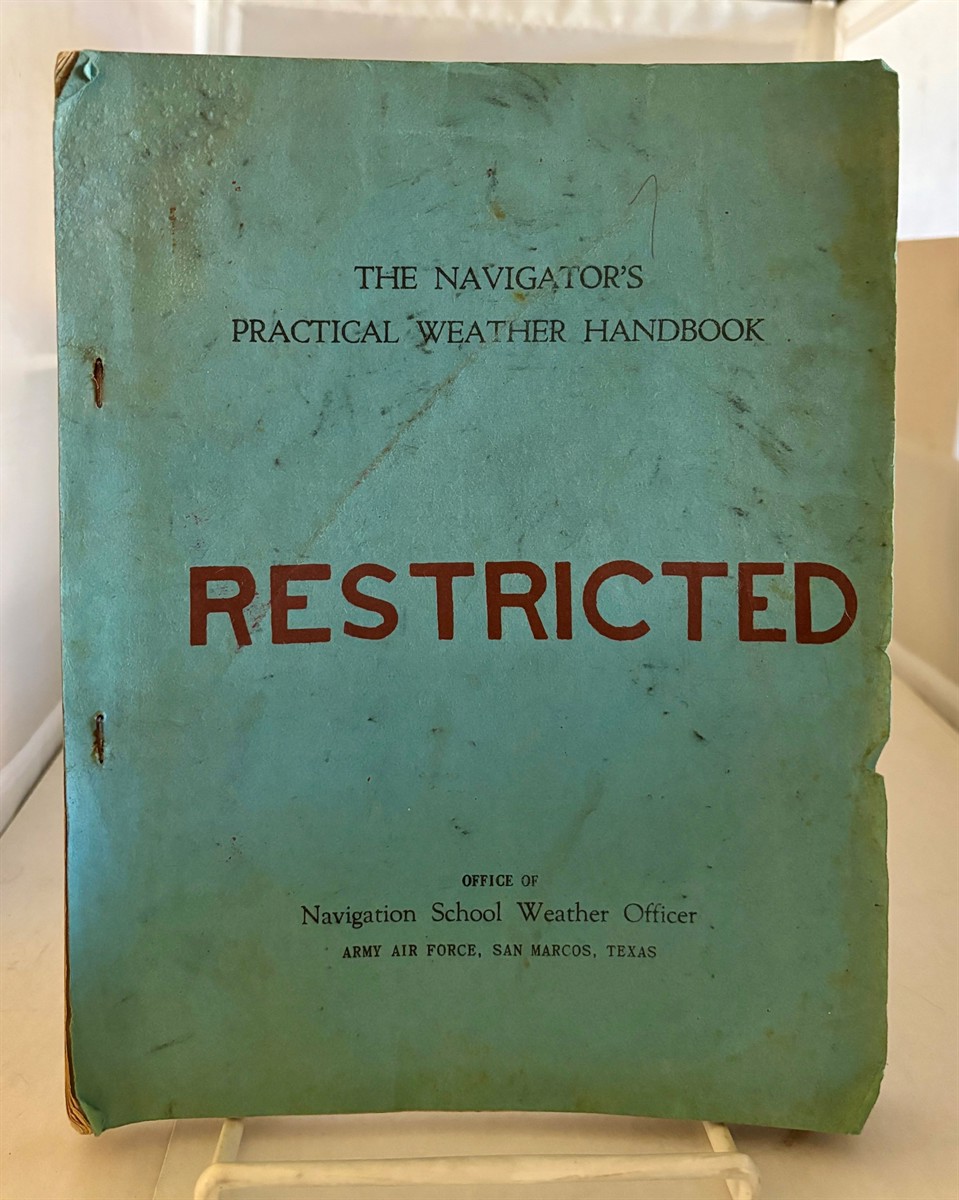 THE NAVIGATOR'S
PRACTICAL WEATHER HANDBOOK
RESTRICTED
OFFICE OF
Navigation School Weather Officer
ARMY AIR FORCE, SAN MARCOS, TEXAS